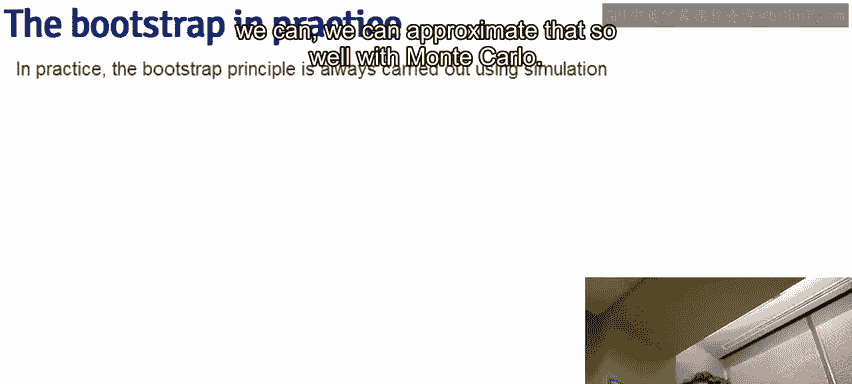 The bootstrap in practice
we can, we can approximate that so
well with Monte Carlo.
In practice, the bootstrap principle is always carried out using simulation